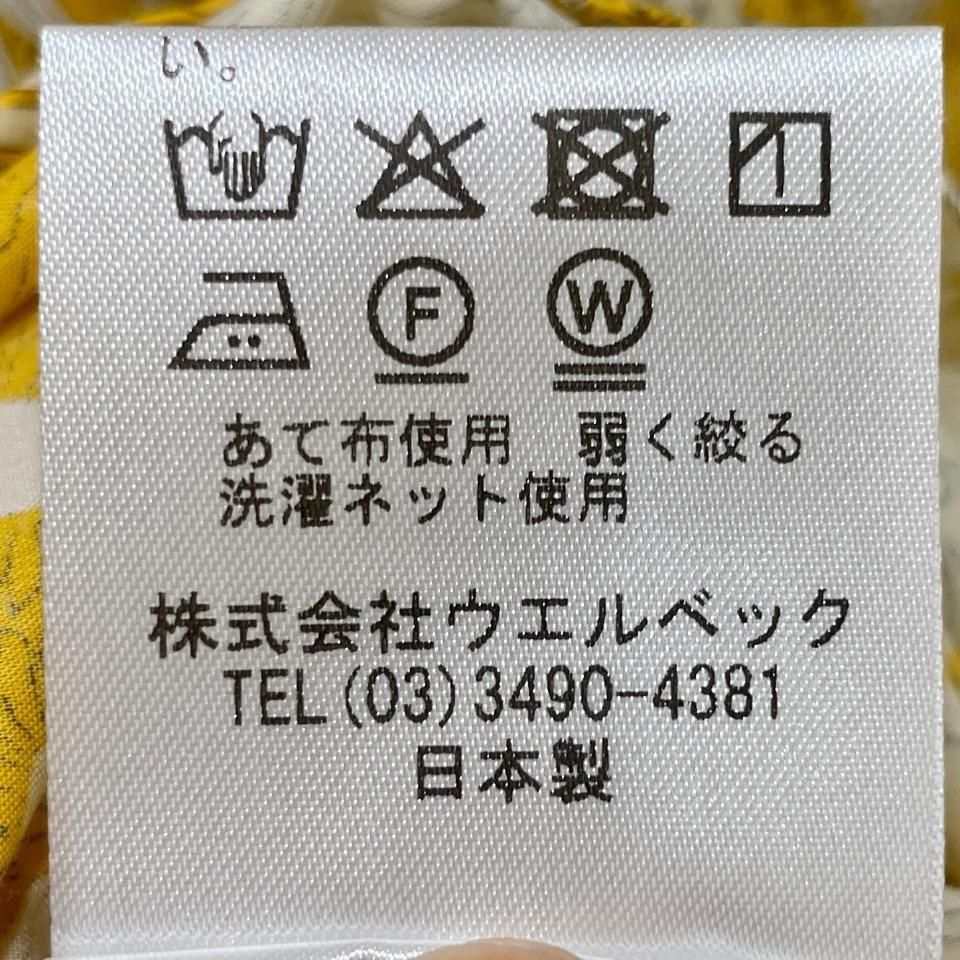 い。
F W
あて布使用　弱く絞る
洗濯ネット使用
株式会社ウエルベック
TEL(03)3490-4381
日本製